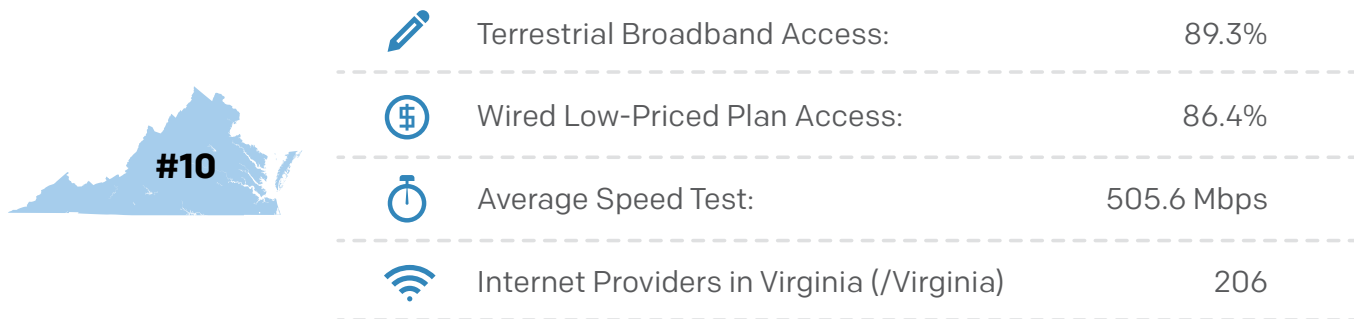 #10
Terrestrial Broadband Access: 89.3%
Wired Low-Priced Plan Access: 86.4%
Average Speed Test: 505.6 Mbps
Internet Providers in Virginia (/Virginia) 206